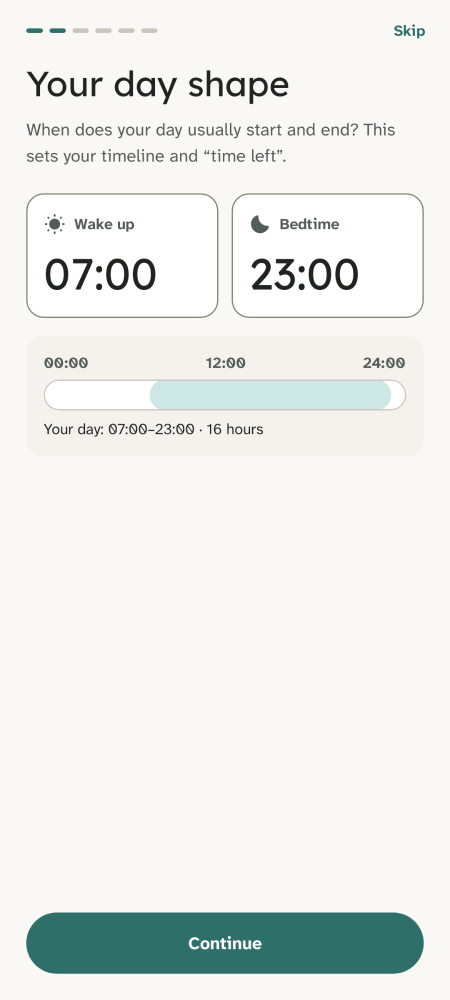 Skip
Your day shape
When does your day usually start and end? This
sets your timeline and “time left”.
Wake up
07:00
Bedtime
23:00
00:00 12:00 24:00
Your day: 07:00–23:00 · 16 hours
Continue